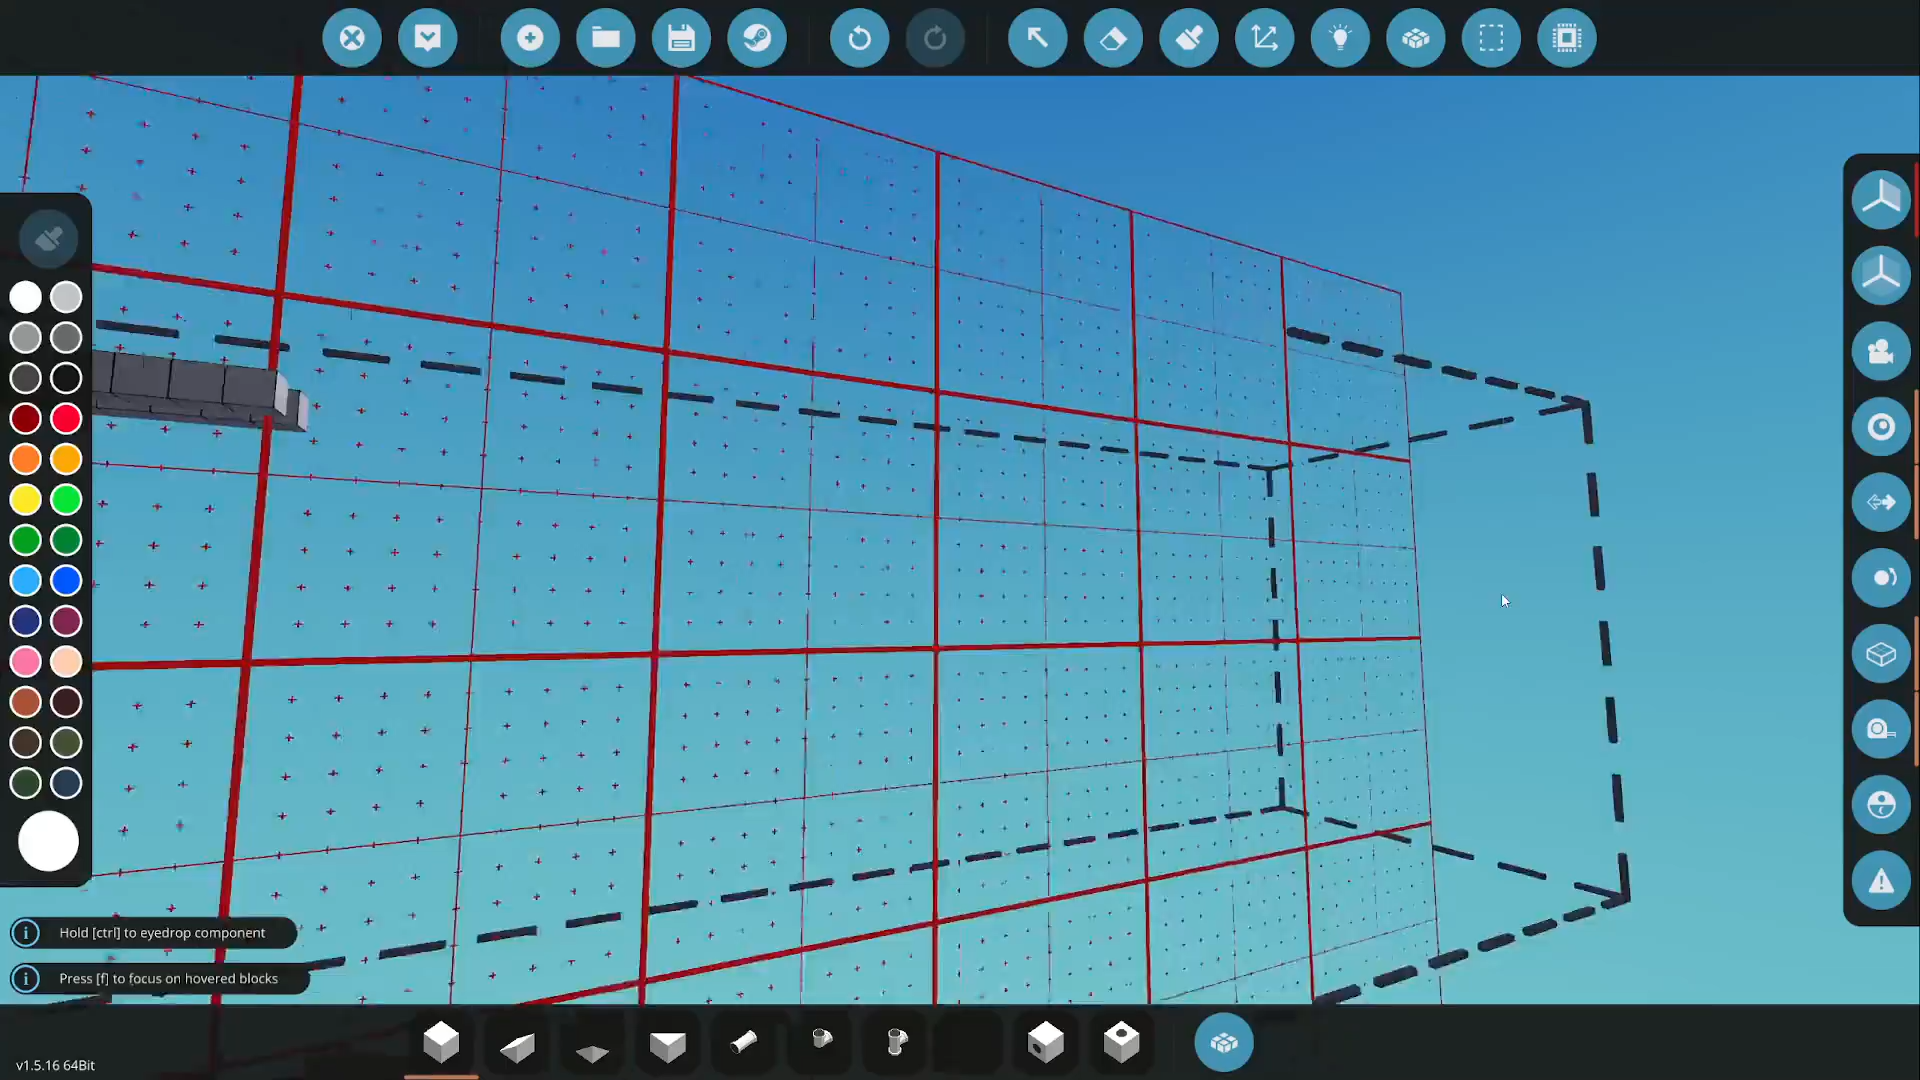 Hold [ctrl] to eyedrop component
Press [f] to focus on hovered blocks
v1.5.16 64Bit